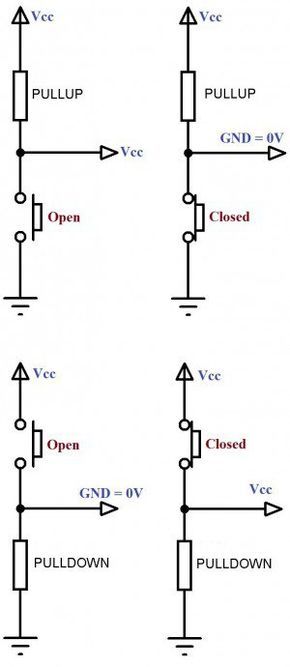 Vcc
Vcc
PULLUP
PULLUP
Vcc
GND = 0V
Open
Closed
Vcc
Vcc
Open
Closed
GND = 0V
Vcc
PULLDOWN
PULLDOWN